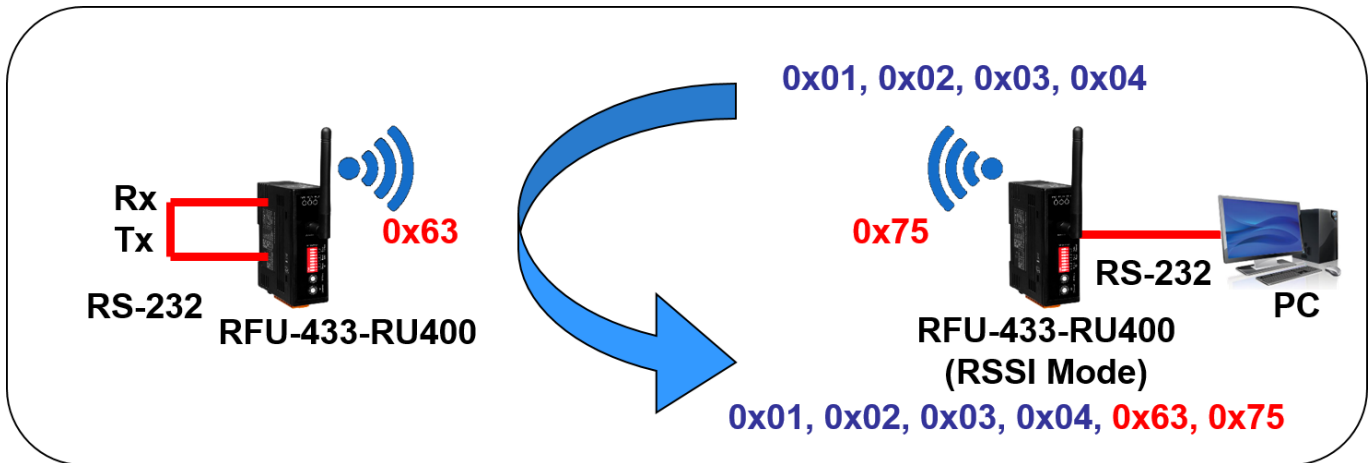 0x01, 0x02, 0x03, 0x04
Rx
Tx
RS-232
0x63
RFU-433-RU400
0x75
RS-232
PC
RFU-433-RU400
(RSSI Mode)
0x01, 0x02, 0x03, 0x04, 0x63, 0x75